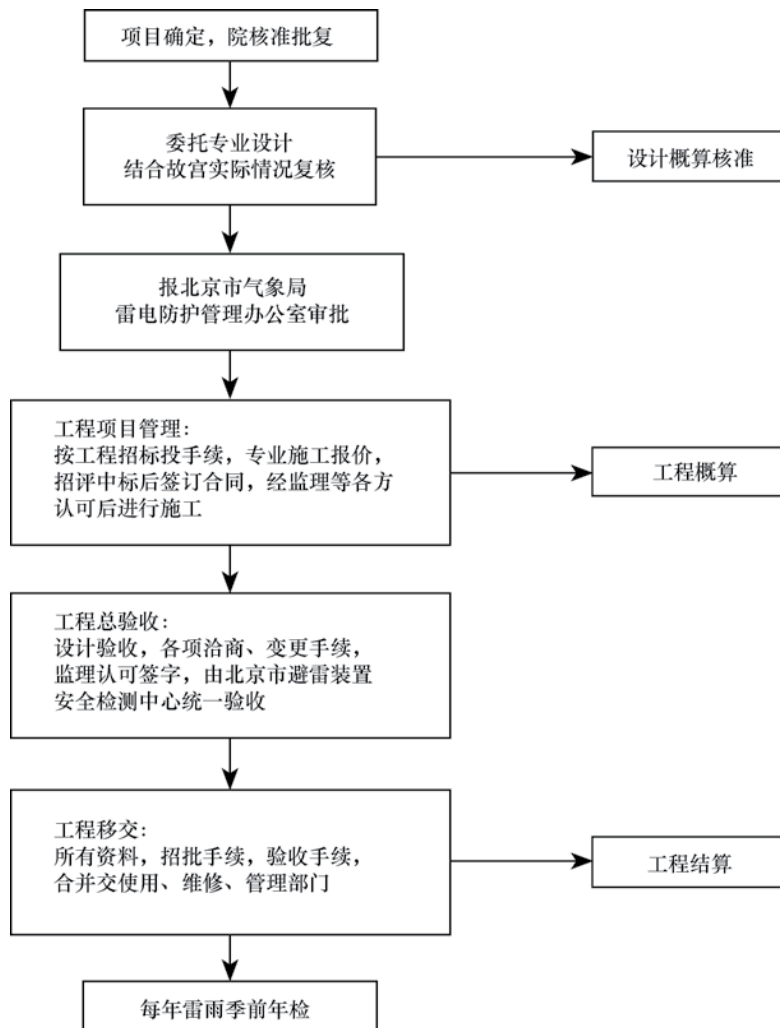 项目确定，院核准批复
委托专业设计
结合故宫实际情况复核
设计概算核准
报北京市气象局
雷电防护管理办公室审批
工程项目管理：
按工程招标投手续，专业施工报价，
招评中标后签订合同，经监理等各方
认可后进行施工
工程概算
工程总验收：
设计验收，各项洽商、变更手续，
监理认可签字，由北京市避雷装置
安全检测中心统一验收
工程移交：
所有资料，招批手续，验收手续，
合并交使用、维修、管理部门
工程结算
每年雷雨季前年检